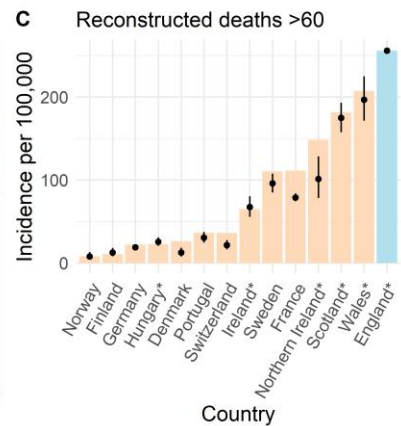 C Reconstructed deaths >60
Incidence per 100,000
200
100
0
Norway
Finland
Germany
Hungary*
Denmark
Portugal
Switzerland
Ireland*
Sweden
France
Northern Ireland*
Scotland*
Wales*
England*
Country